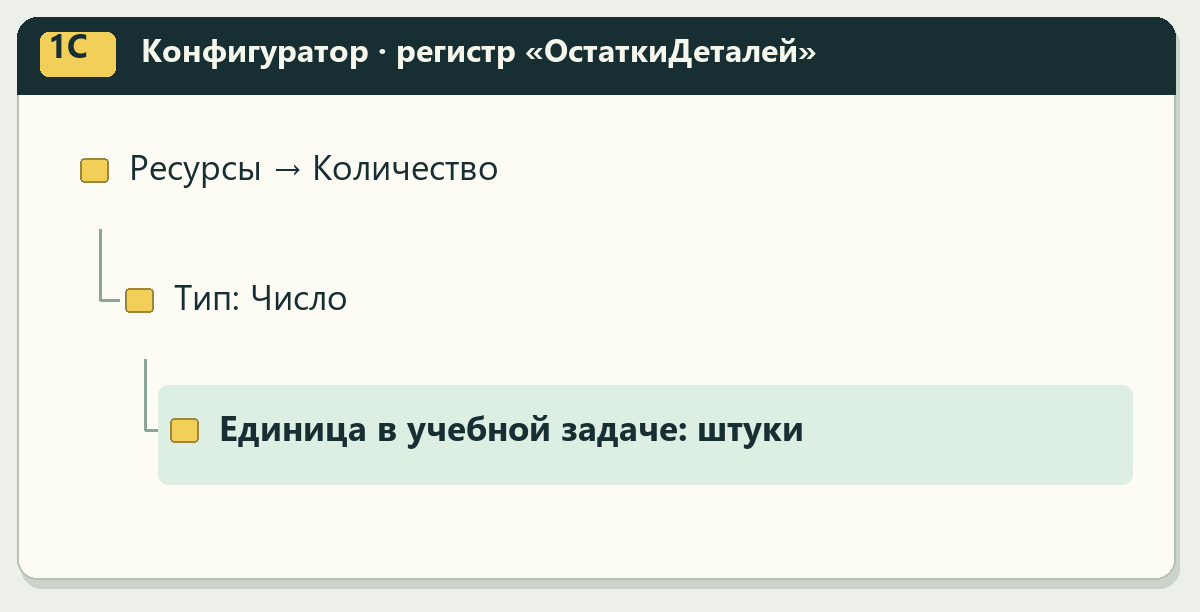 1С
Конфигуратор · регистр «ОстаткиДеталей»
Ресурсы → Количество
Тип: Число
Единица в учебной задаче: штуки